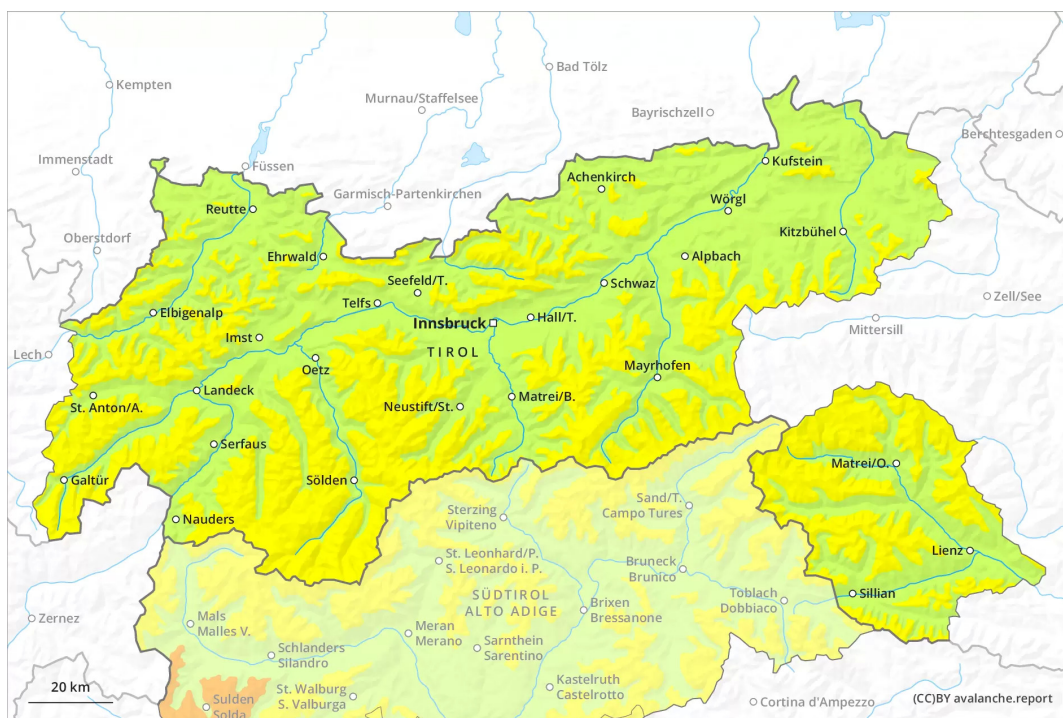 Kempten
Bad Tölz
Murnau/Staffelsee
Bayrischzell
Berchtesgaden
Immenstadt
Füssen
Kufstein
Garmisch-Partenkirchen
Achenkirch
Reutte
Wörgl
Oberstdorf
Kitzbühel
Ehrwald
Alpbach
Seefeld/T.
Schwaz
Zell/See
Elbigenalp
Telfs
Innsbruck
Hall/T.
Mittersill
Imst
Lech
TIROL
Oetz
Mayrhofen
Landeck
St. Anton/A.
Neustift/St.
Matrei/B.
Serfaus
Matrei/O.
Galtür
Sölden
Sand/T.
Campo Tures
Nauders
Sterzing
Vipiteno
Lienz
St. Leonhard/P.
S. Leonardo i. P.
Bruneck
Brunico
SÜDTIROL
ALTO ADIGE
Toblach
Dobbiaco
Sillian
Zernez
Mals
Malles V.
Brixen
Bressanone
Meran
Merano
Schlanders
Silandro
Sarnthein
Sarentino
20 km
St. Walburg
S. Valburga
Kastelruth
Castelrotto
Sulden
Solda
Cortina d'Ampezzo
(CC)BY avalanche.report